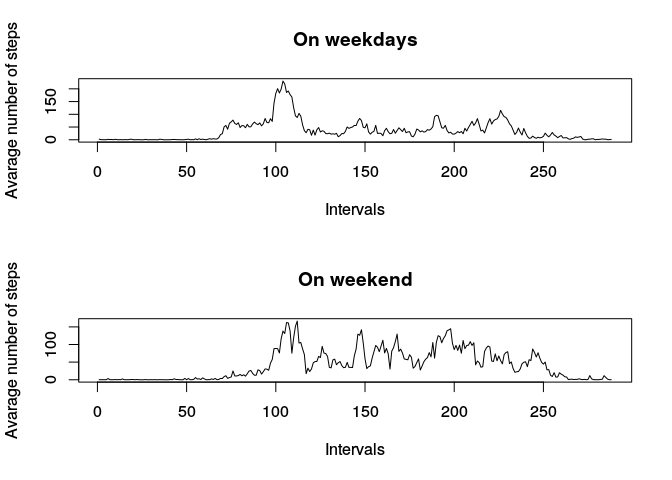 On weekdays
Avarage number of steps
150
0
0 50 100 150 200 250
Intervals
On weekend
Avarage number of steps
100
0
0 50 100 150 200 250
Intervals